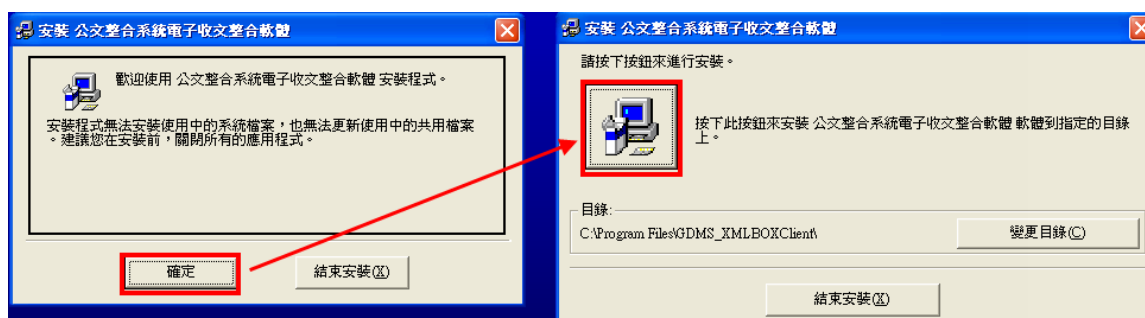 安裝 公文整合系統電子收文整合軟體
歡迎使用 公文整合系統電子收文整合軟體 安裝程式。
安裝程式無法安裝使用中的系統檔案，也無法更新使用中的共用檔案
。建議您在安裝前，關閉所有的應用程式。
確定
結束安裝(X)
安裝 公文整合系統電子收文整合軟體
請按下按鈕來進行安裝。
按下此按鈕來安裝 公文整合系統電子收文整合軟體 軟體到指定的目錄
上。
目錄:
C:\Program Files\GDMS_XMLBOXClient\
變更目錄(C)
結束安裝(X)